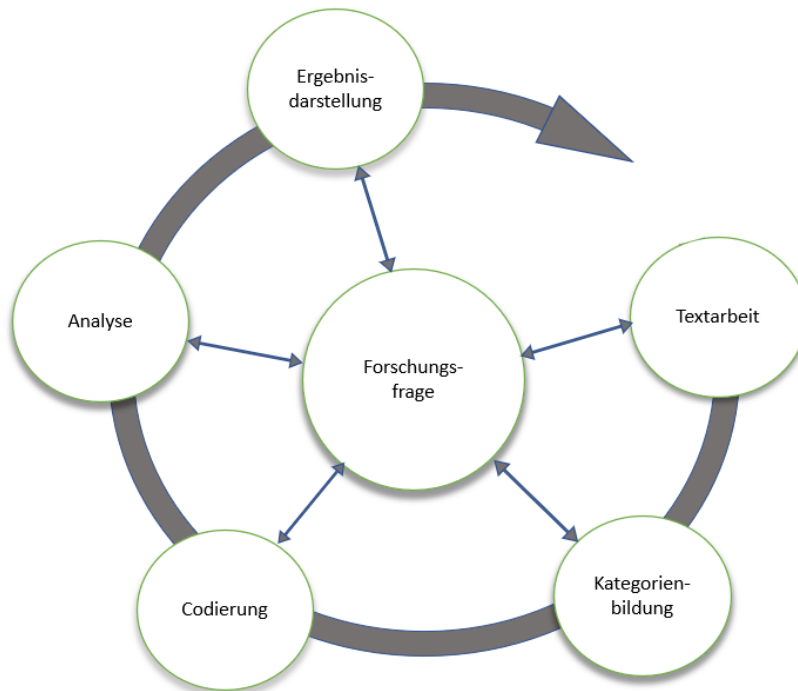 Ergebnis-
darstellung
Analyse
Textarbeit
Forschungs-
frage
Codierung
Kategorien-
bildung